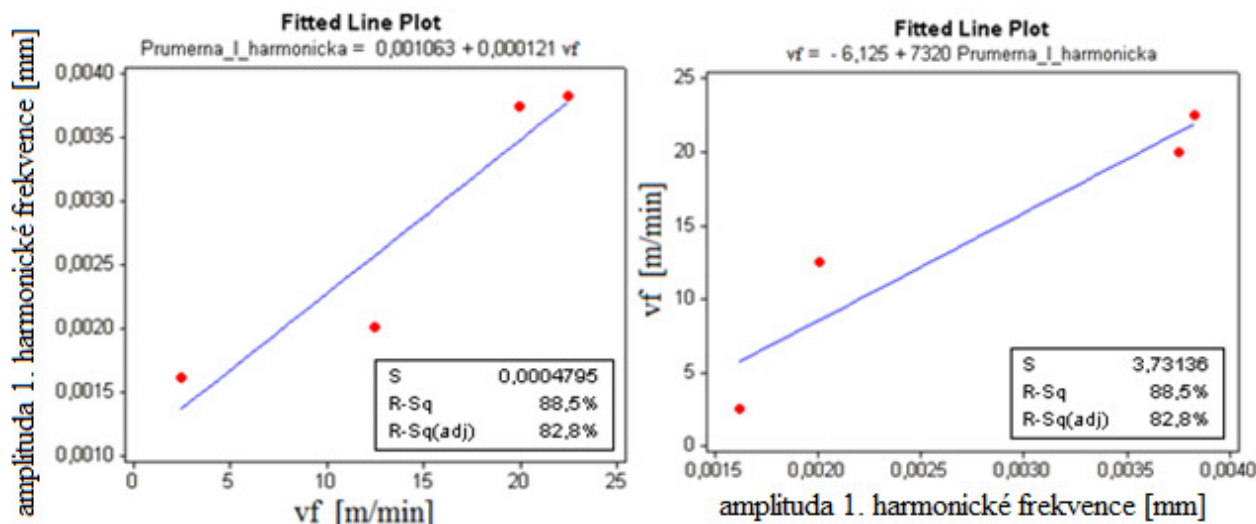 Fitted Line Plot
Prumerna_I_harmonicka = 0,001063 + 0,000121 vf
amplituda 1. harmonické frekvence [mm]
0,0040
0,0035
0,0030
0,0025
0,0020
0,0015
0,0010
S 0,0004795
R-Sq 88,5%
R-Sq(adj) 82,8%
0 5 10 15 20 25
vf [m/min]
Fitted Line Plot
vf = - 6,125 + 7320 Prumerna_I_harmonicka
vf [m/min]
25
20
15
10
5
0
S 3,73136
R-Sq 88,5%
R-Sq(adj) 82,8%
0,0015 0,0020 0,0025 0,0030 0,0035 0,0040
amplituda 1. harmonické frekvence [mm]